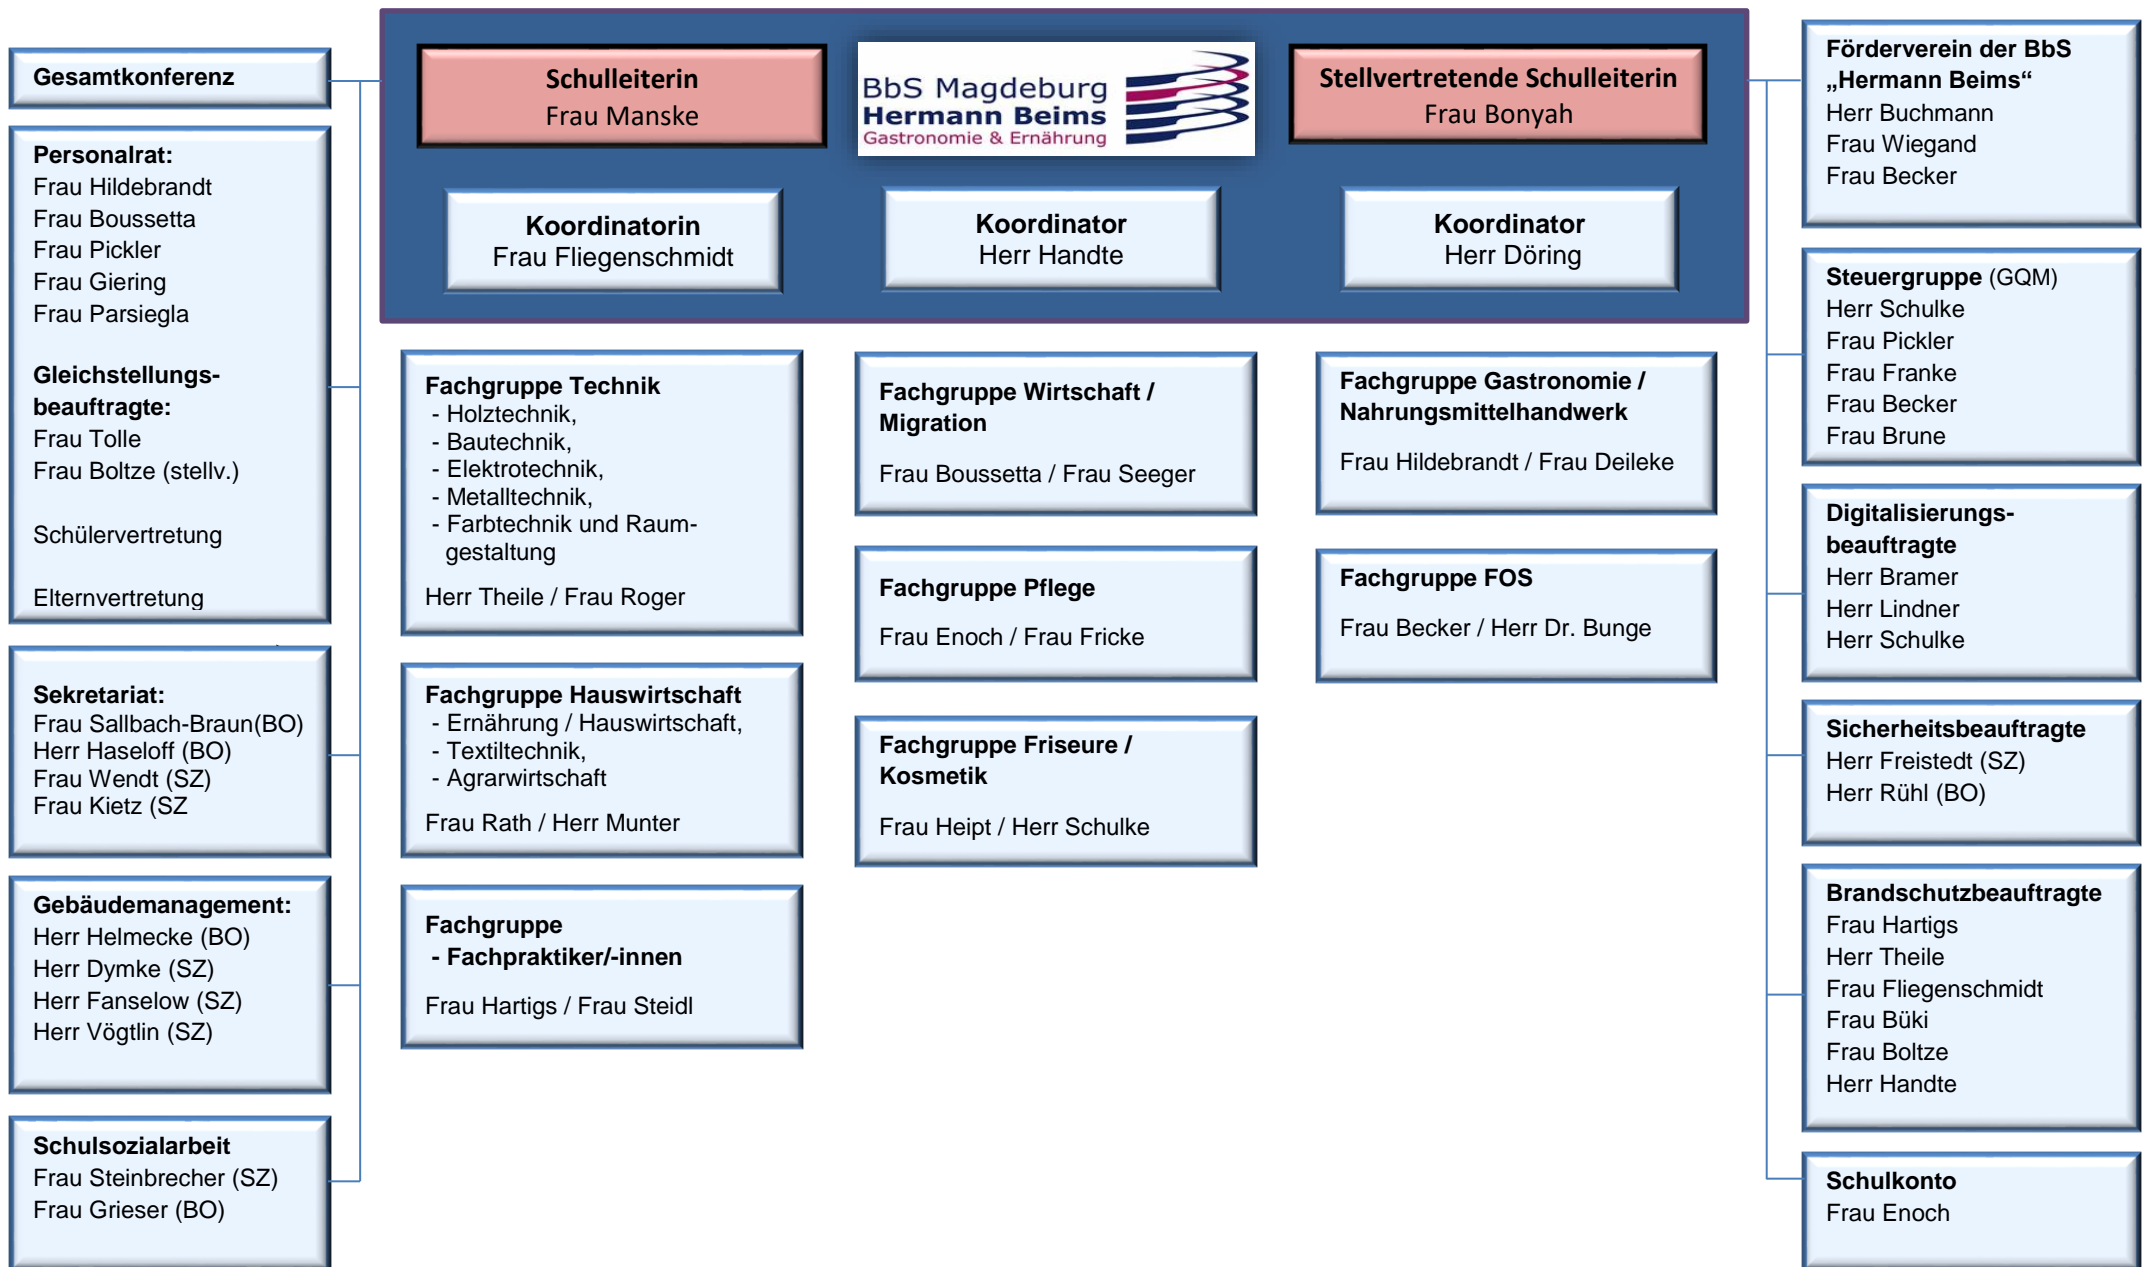 Gesamtkonferenz
Personalrat:
Frau Hildebrandt
Frau Boussetta
Frau Pickler
Frau Giering
Frau Parsiegla
Gleichstellungs-
beauftragte:
Frau Tolle
Frau Boltze (stellv.)
Schülervertretung
Elternvertretung
Sekretariat:
Frau Sallbach-Braun(BO)
Herr Haseloff (BO)
Frau Wendt (SZ)
Frau Kietz (SZ
Gebäudemanagement:
Herr Helmecke (BO)
Herr Dymke (SZ)
Herr Fanselow (SZ)
Herr Vögtlin (SZ)
Schulsozialarbeit
Frau Steinbrecher (SZ)
Frau Grieser (BO)
Schulleiterin
Frau Manske
BbS Magdeburg
Hermann Beims
Gastronomie & Ernährung
Stellvertretende Schulleiterin
Frau Bonyah
Koordinatorin
Frau Fliegenschmidt
Koordinator
Herr Handte
Koordinator
Herr Döring
Fachgruppe Technik
- Holztechnik,
- Bautechnik,
- Elektrotechnik,
- Metalltechnik,
- Farbtechnik und Raum-
gestaltung
Herr Theile / Frau Roger
Fachgruppe Hauswirtschaft
- Ernährung / Hauswirtschaft,
- Textiltechnik,
- Agrarwirtschaft
Frau Rath / Herr Munter
Fachgruppe
- Fachpraktiker/-innen
Frau Hartigs / Frau Steidl
Fachgruppe Wirtschaft /
Migration
Frau Boussetta / Frau Seeger
Fachgruppe Pflege
Frau Enoch / Frau Fricke
Fachgruppe Friseure /
Kosmetik
Frau Heipt / Herr Schulke
Fachgruppe Gastronomie /
Nahrungsmittelhandwerk
Frau Hildebrandt / Frau Deileke
Fachgruppe FOS
Frau Becker / Herr Dr. Bunge
Förderverein der BbS
„Hermann Beims“
Herr Buchmann
Frau Wiegand
Frau Becker
Steuergruppe (GQM)
Herr Schulke
Frau Pickler
Frau Franke
Frau Becker
Frau Brune
Digitalisierungs-
beauftragte
Herr Bramer
Herr Lindner
Herr Schulke
Sicherheitsbeauftragte
Herr Freistedt (SZ)
Herr Rühl (BO)
Brandschutzbeauftragte
Frau Hartigs
Herr Theile
Frau Fliegenschmidt
Frau Büki
Frau Boltze
Herr Handte
Schulkonto
Frau Enoch